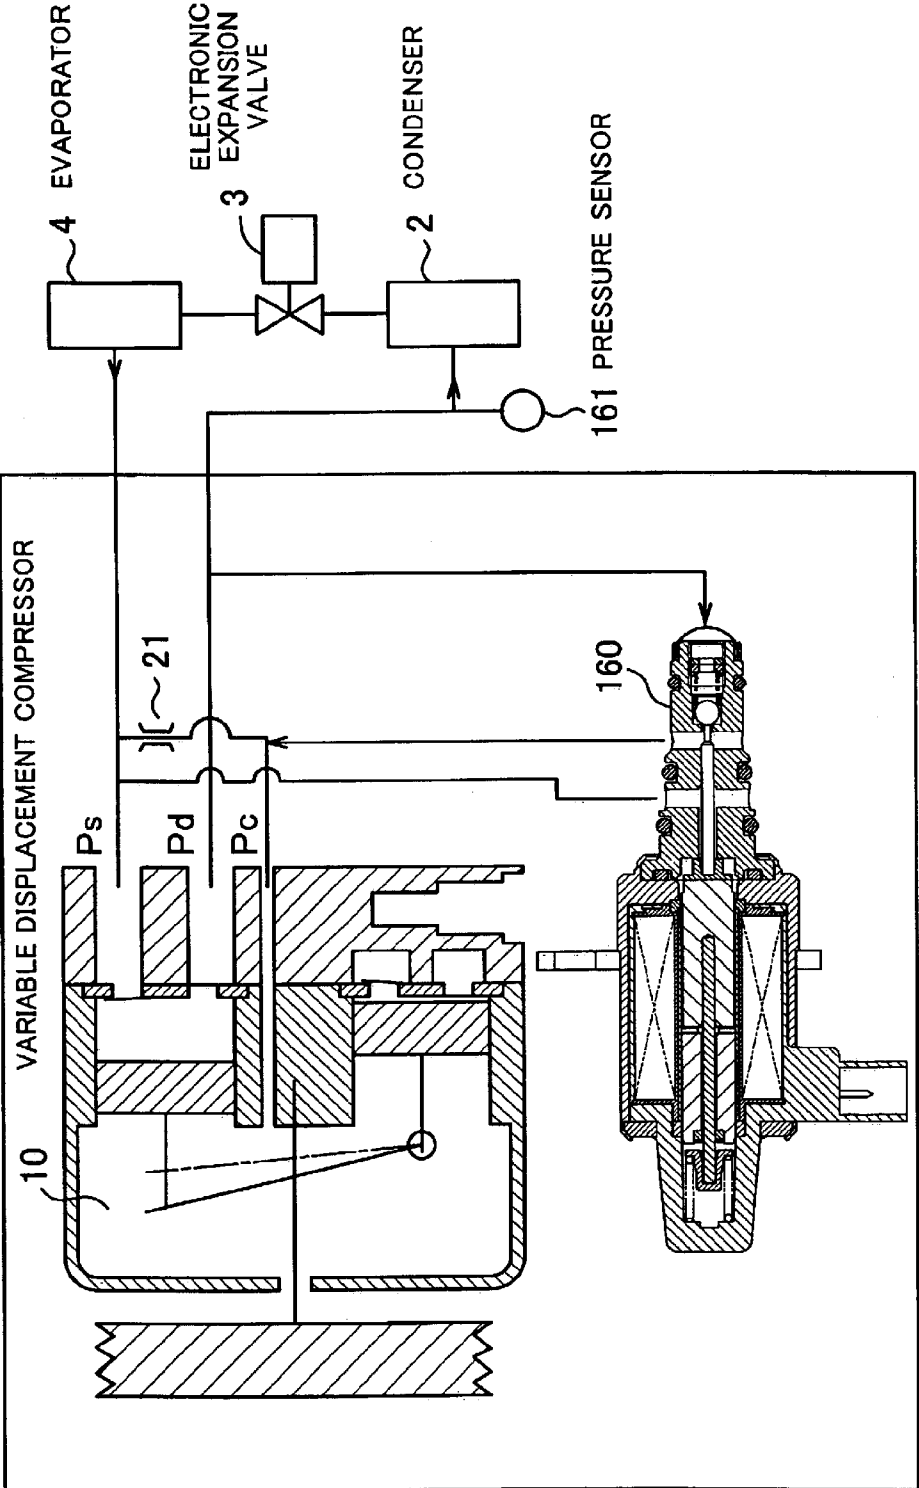 VARIABLE DISPLACEMENT COMPRESSOR
10
Ps
Pd
Pc
21
160
4 EVAPORATOR
3
ELECTRONIC
EXPANSION
VALVE
2 CONDENSER
161 PRESSURE SENSOR